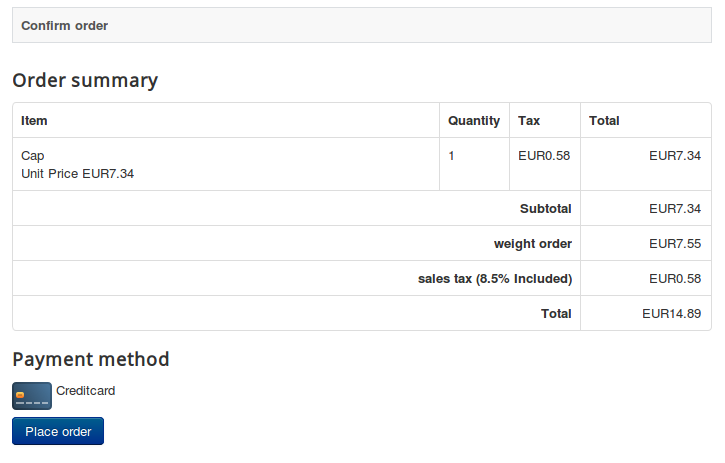 Confirm order
Order summary
Item Quantity Tax Total
Cap 1 EUR0.58 EUR7.34
Unit Price EUR7.34
Subtotal EUR7.34
weight order EUR7.55
sales tax (8.5% Included) EUR0.58
Total EUR14.89
Payment method
Creditcard
Place order